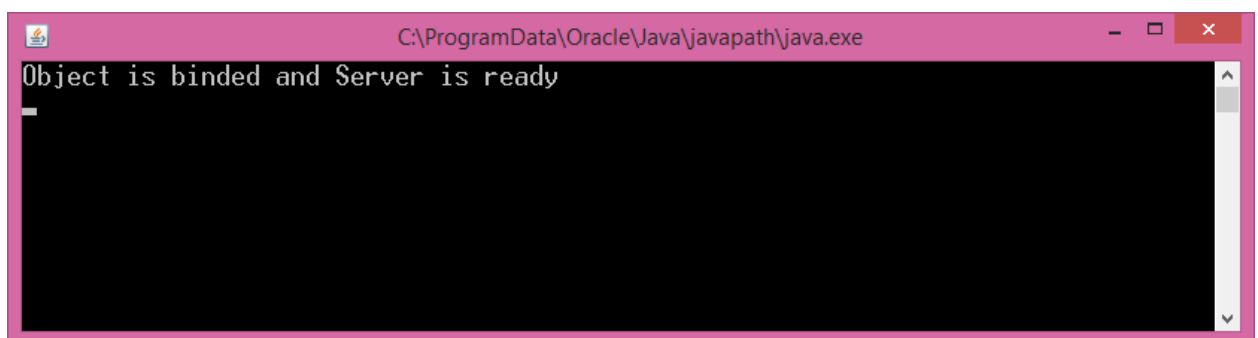 C:\ProgramData\Oracle\Java\javapath\java.exe
Object is binded and Server is ready